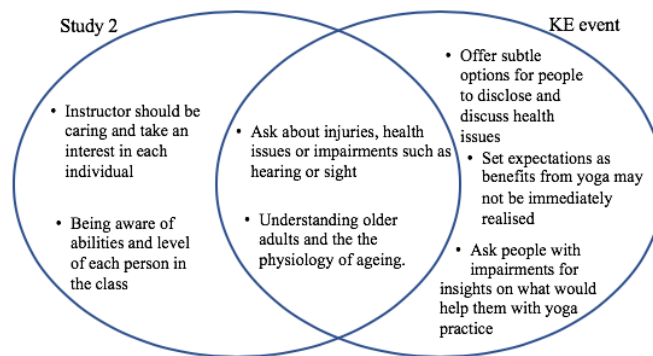 Study 2
KE event
• Instructor should be
caring and take an
interest in each
individual
• Being aware of
abilities and level
of each person in
the class
• Ask about injuries, health
issues or impairments such as
hearing or sight
• Understanding older
adults and the the
physiology of ageing.
• Offer subtle
options for people
to disclose and
discuss health
issues
• Set expectations as
benefits from yoga may
not be immediately
realised
• Ask people with
impairments for
insights on what would
help them with yoga
practice